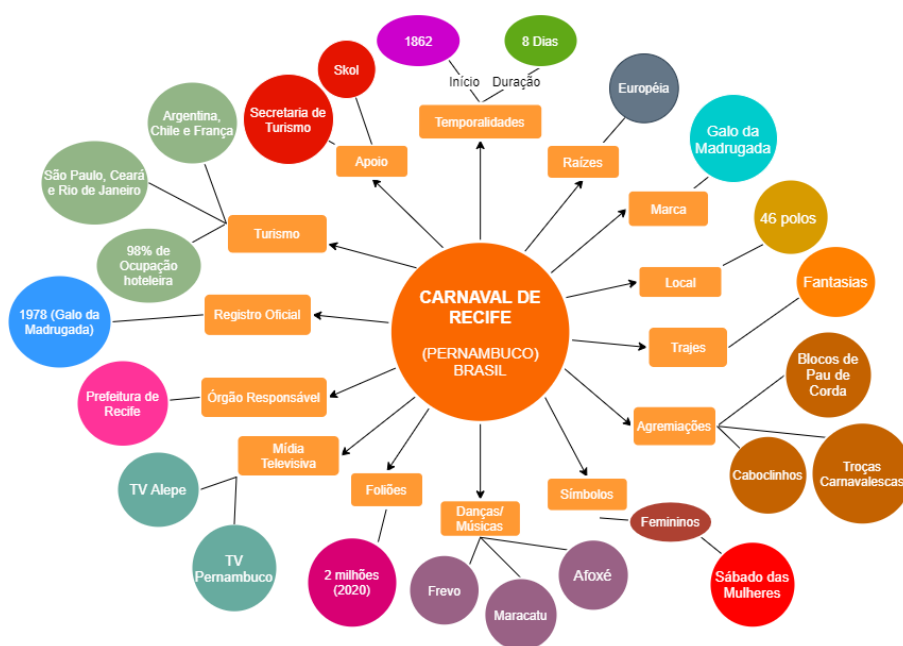 1862
8 Dias
Início
Duração
Temporalidades
Skol
Secretaria de
Turismo
Apoio
Européia
Raízes
Galo da
Madrugada
Marca
Argentina,
Chile e França
São Paulo, Ceará
e Rio de Janeiro
98% de
Ocupação
hoteleira
Turismo
46 polos
Local
1978 (Galo da
Madrugada)
Registro Oficial
CARNAVAL DE
RECIFE
(PERNAMBUCO)
BRASIL
Fantasias
Trajes
Prefeitura de
Recife
Órgão Responsável
Blocos de
Pau de
Corda
Agremiações
Caboclinhos
Troças
Carnavalescas
Mídia
Televisiva
TV Alepe
TV
Pernambuco
Foliões
2 milhões
(2020)
Danças/
Músicas
Frevo
Maracatu
Afoxé
Símbolos
Femininos
Sábado das
Mulheres